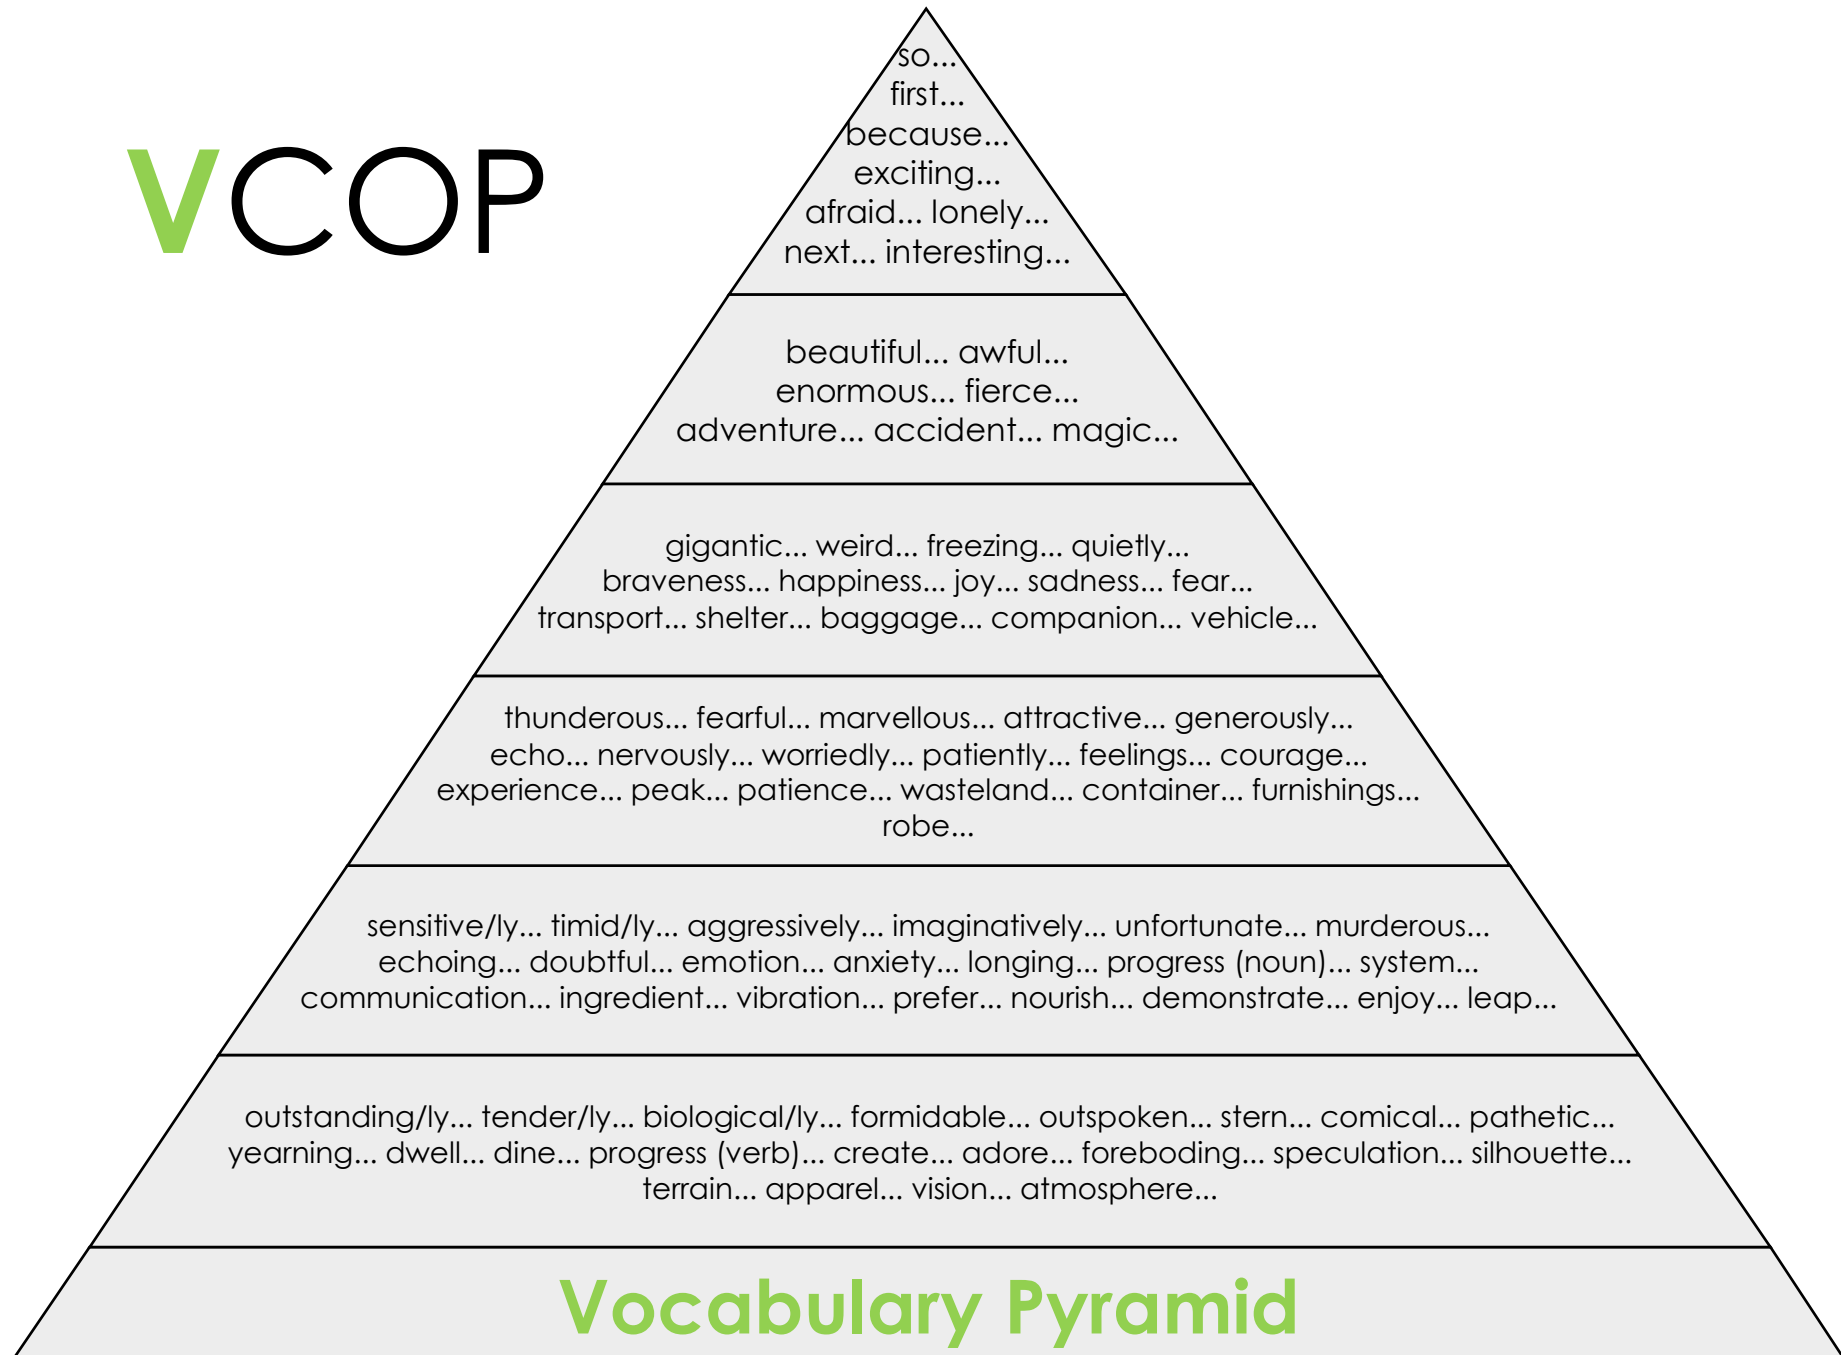 VCOP
so...
first...
because...
exciting...
afraid... lonely...
next... interesting...
beautiful... awful...
enormous... fierce...
adventure... accident... magic...
gigantic... weird... freezing... quietly...
braveness... happiness... joy... sadness... fear...
transport... shelter... baggage... companion... vehicle...
thunderous... fearful... marvellous... attractive... generously...
echo... nervously... worriedly... patiently... feelings... courage...
experience... peak... patience... wasteland... container... furnishings...
robe...
sensitive/ly... timid/ly... aggressively... imaginatively... unfortunate... murderous...
echoing... doubtful... emotion... anxiety... longing... progress (noun)... system...
communication... ingredient... vibration... prefer... nourish... demonstrate... enjoy... leap...
outstanding/ly... tender/ly... biological/ly... formidable... outspoken... stern... comical... pathetic...
yearning... dwell... dine... progress (verb)... create... adore... foreboding... speculation... silhouette...
terrain... apparel... vision... atmosphere...
Vocabulary Pyramid